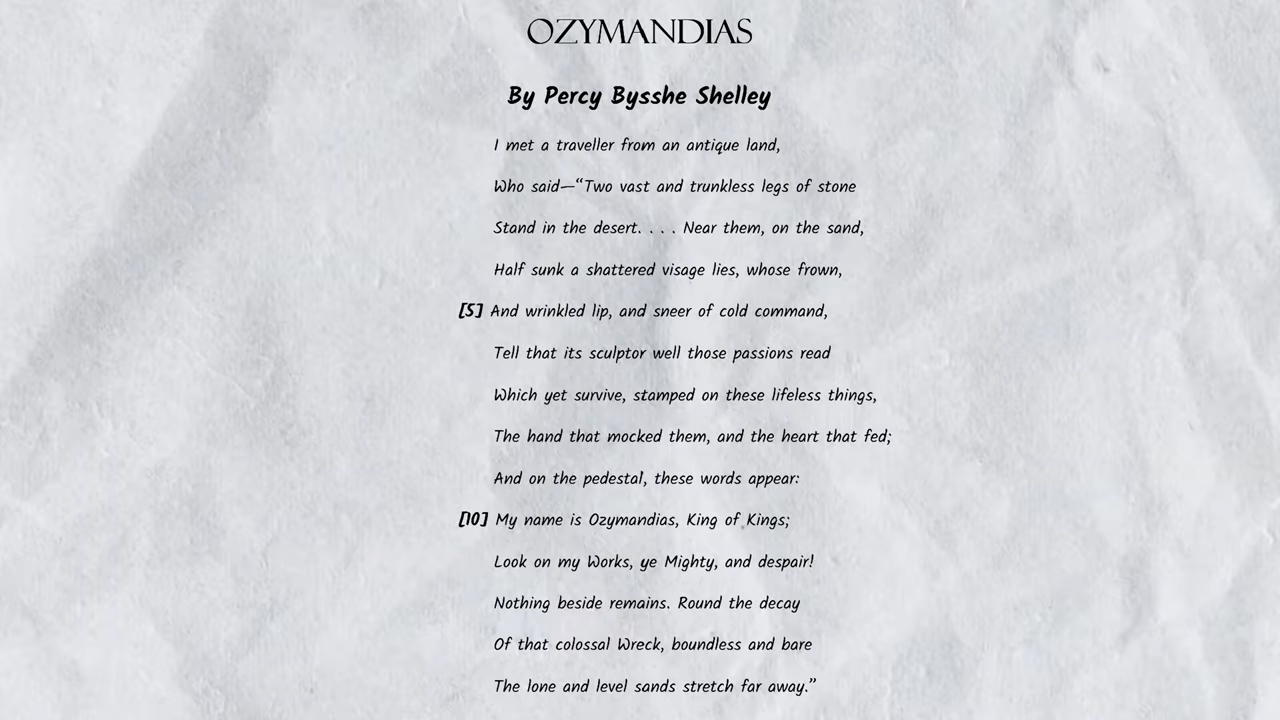 OZYMANDIAS
By Percy Bysshe Shelley
I met a traveller from an antique land,
Who said—“Two vast and trunkless legs of stone
Stand in the desert. . . . Near them, on the sand,
Half sunk a shattered visage lies, whose frown,
[5] And wrinkled lip, and sneer of cold command,
Tell that its sculptor well those passions read
Which yet survive, stamped on these lifeless things,
The hand that mocked them, and the heart that fed;
And on the pedestal, these words appear:
[10] My name is Ozymandias, King of Kings;
Look on my Works, ye Mighty, and despair!
Nothing beside remains. Round the decay
Of that colossal Wreck, boundless and bare
The lone and level sands stretch far away.”